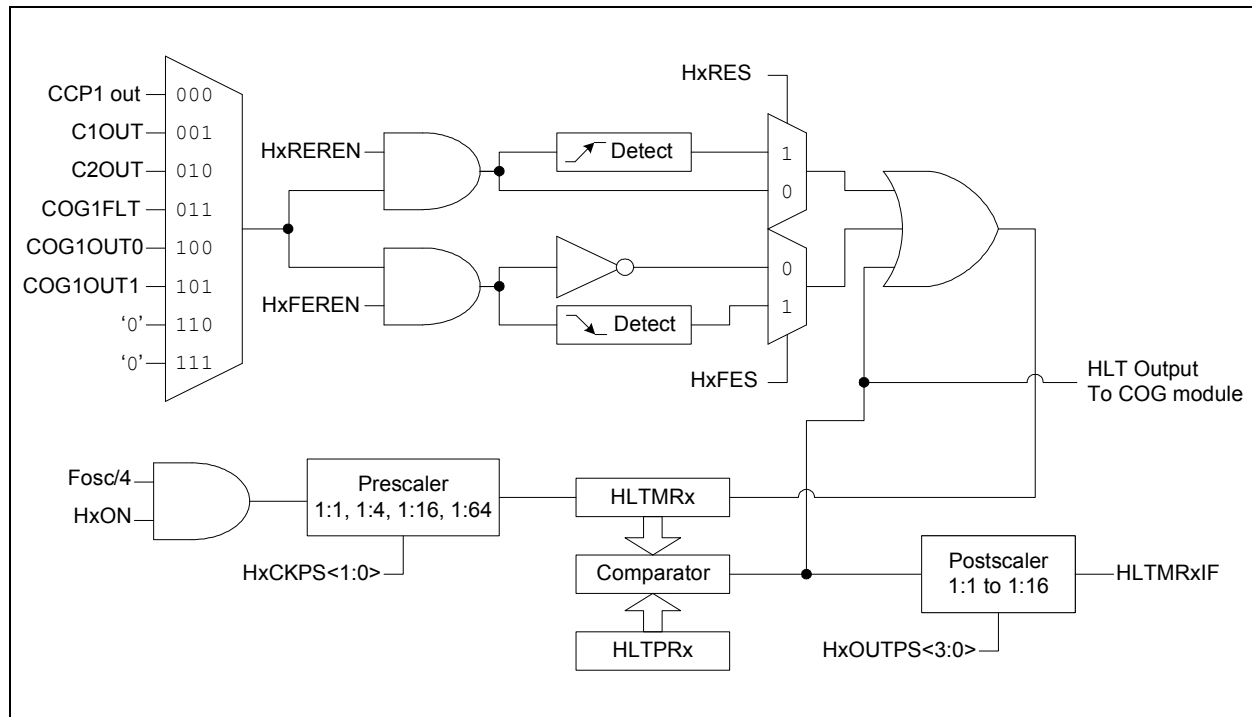 HxRES
CCP1 out 000
C1OUT 001
HxREREN
Detect
1
C2OUT 010
0
COG1FLT 011
COG1OUT0 100
0
COG1OUT1 101
HxFEREN
1
‘0’ 110
Detect
‘0’ 111
HxFES
HLT Output
To COG module
Fosc/4
HxON
Prescaler
1:1, 1:4, 1:16, 1:64
HxCKPS<1:0>
HLTMRx
Comparator
HLTPRx
Postscaler
1:1 to 1:16
HLTMRxIF
HxOUTPS<3:0>